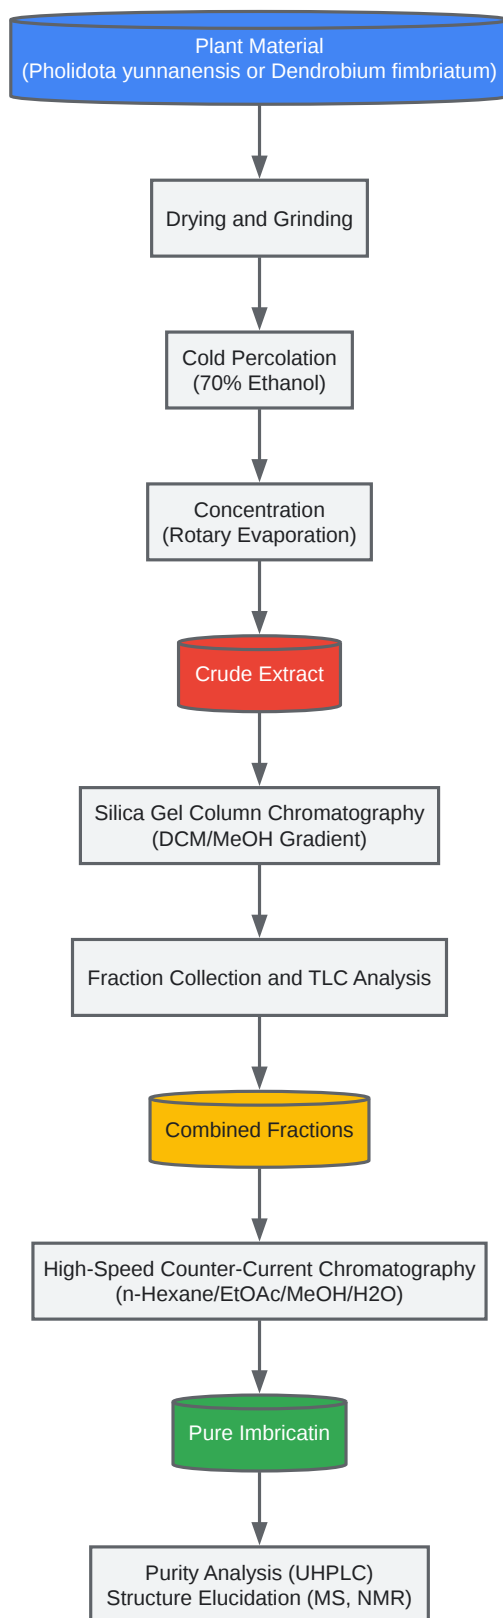 Plant Material
(Pholidota yunnanensis or Dendrobium fimbriatum)
Drying and Grinding
Cold Percolation
(70% Ethanol)
Concentration
(Rotary Evaporation)
Crude Extract
Silica Gel Column Chromatography
(DCM/MeOH Gradient)
Fraction Collection and TLC Analysis
Combined Fractions
High-Speed Counter-Current Chromatography
(n-Hexane/EtOAc/MeOH/H2O)
Pure Imbricatin
Purity Analysis (UHPLC)
Structure Elucidation (MS, NMR)